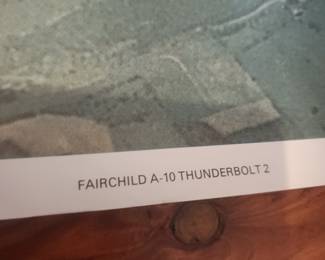 FAIRCHILD A-10 THUNDERBOLT 2